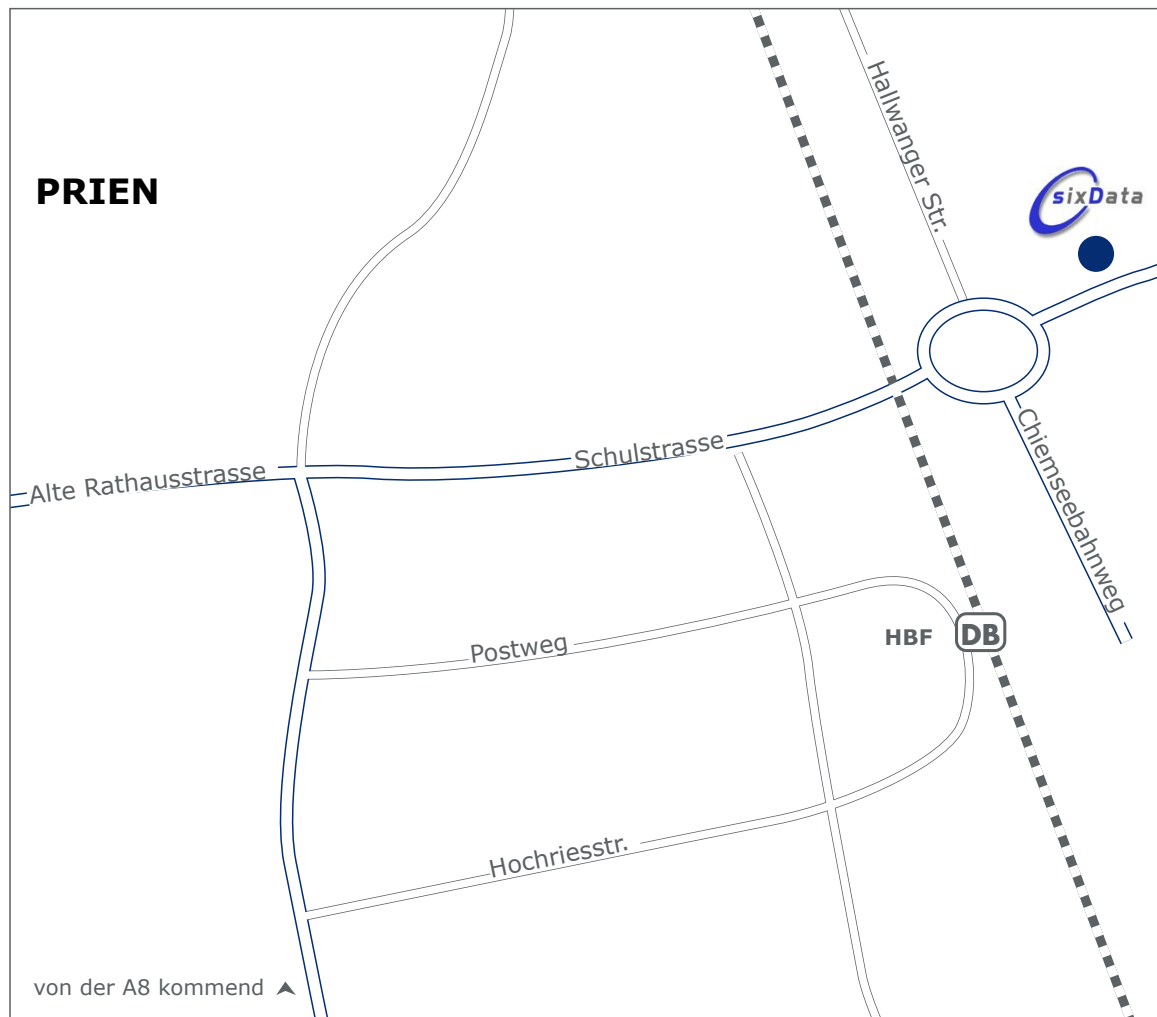 Hallwanger Str.
PRIEN
sixData
Chiemseebahnweg
Schulstrasse
Alte Rathausstrasse
HBF
DB
Postweg
Hochriesstr.
von der A8 kommend